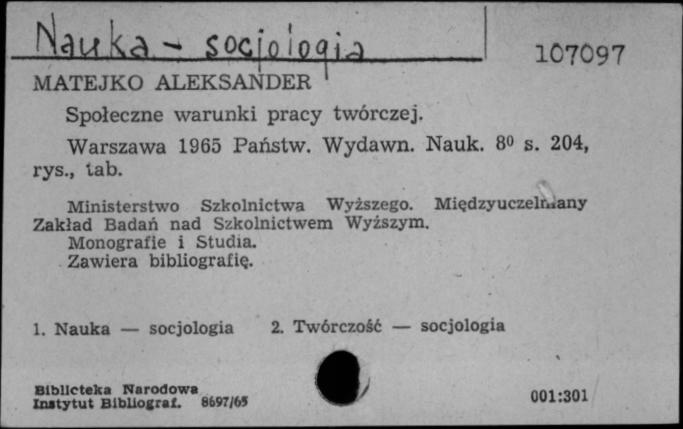 Nauka - socjologia
107097
MATEJKO ALEKSANDER
Społeczne warunki pracy twórczej.
Warszawa 1965 Państw. Wydawn. Nauk. 8⁰ s. 204,
rys., tab.
Ministerstwo Szkolnictwa Wyższego. Międzyuczelniany
Zakład Badań nad Szkolnictwem Wyższym.
Monografie i Studia.
Zawiera bibliografię.
1. Nauka — socjologia 2. Twórczość — socjologia
Biblioteka Narodowa
Instytut Bibliograf. 8697/65
001:301